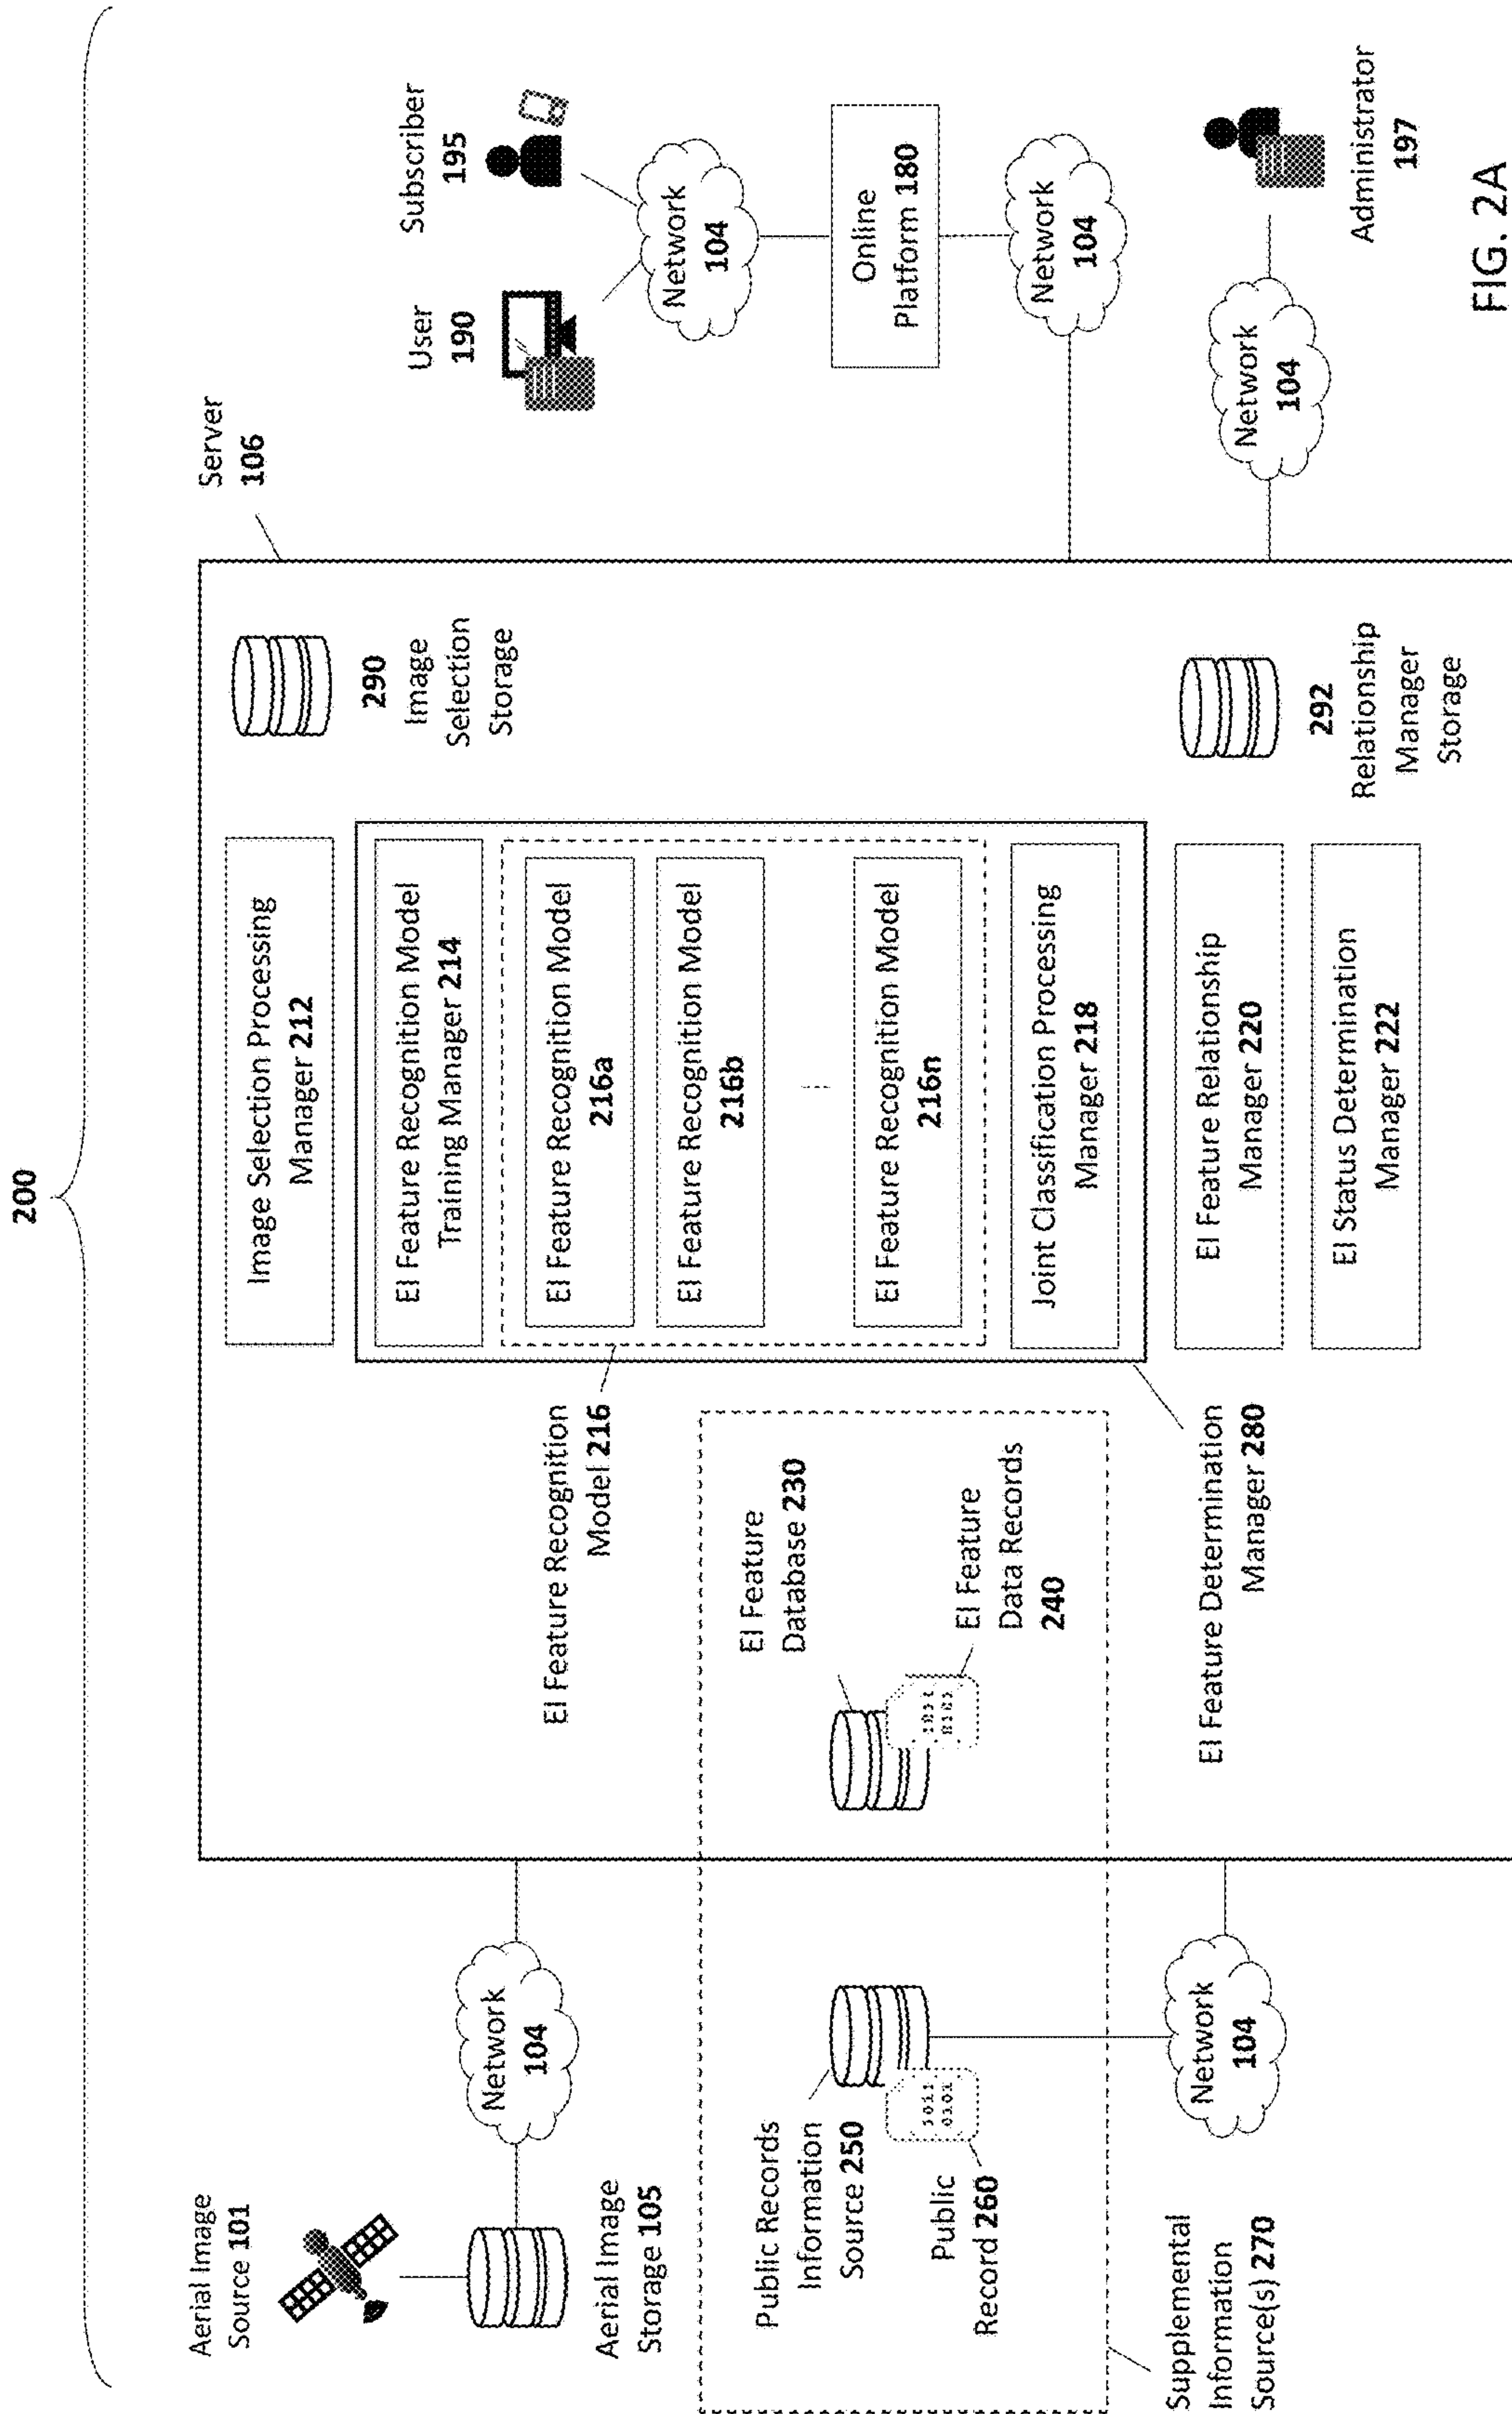 200
Aerial Image
Source 101
Aerial Image
Storage 105
Network
104
Public Records
Information
Source 250
Public
Record 260
1011
0101
Supplemental
Information
Source(s) 270
Network
104
Server
106
EI Feature Recognition
Model 216
EI Feature
Database 230
EI Feature
Data Records
240
EI Feature Determination
Manager 280
Image Selection Processing
Manager 212
EI Feature Recognition Model
Training Manager 214
EI Feature Recognition Model
216a
EI Feature Recognition Model
216b
EI Feature Recognition Model
216n
Joint Classification Processing
Manager 218
EI Feature Relationship
Manager 220
EI Status Determination
Manager 222
290
Image
Selection
Storage
292
Relationship
Manager
Storage
User
190
Subscriber
195
Network
104
Online
Platform 180
Network
104
Network
104
Administrator
197
FIG. 2A